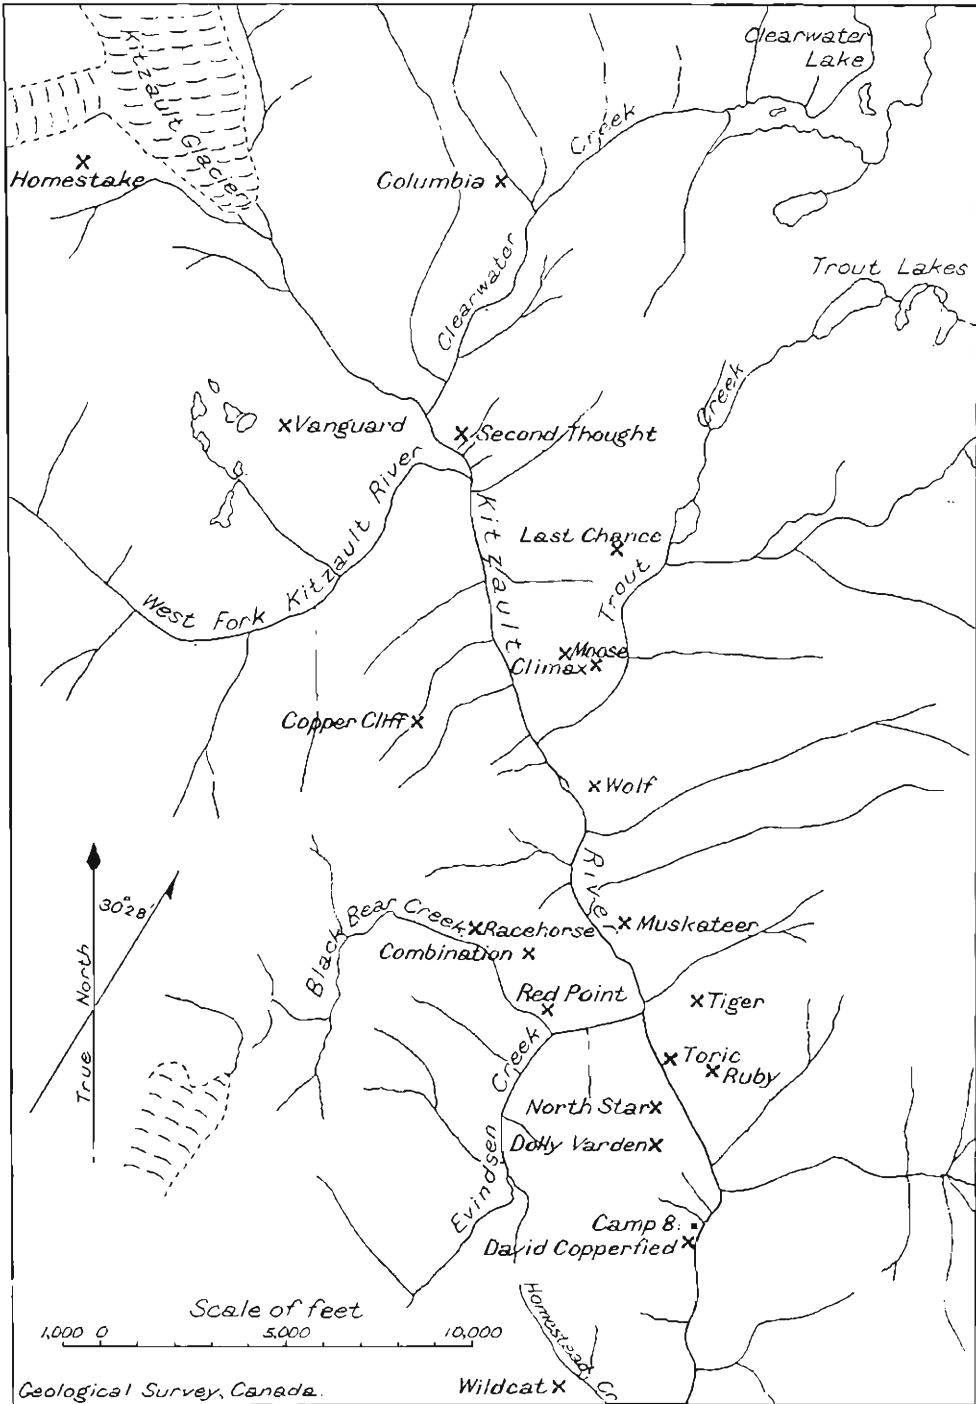 Clearwater
Lake
Kitzault Glacier
Creek
Homestake
Columbia
Clearwater
Trout Lakes
Creek
Vanguard
Second Thought
West Fork Kitzault River
Kitzault
Last Chance
Trout
Moose
Climax
Copper Cliff
Wolf
River
30°28'
True North
Black Bear Creek
Racehorse
Muskateer
Combination
Red Point
Tiger
Creek
Toric
Ruby
North Star
Dolly Varden
Evindsen
Camp 8
David Copperfied
Homestead Cr
Scale of feet
1,000 0 5,000 10,000
Wildcat
Geological Survey, Canada.